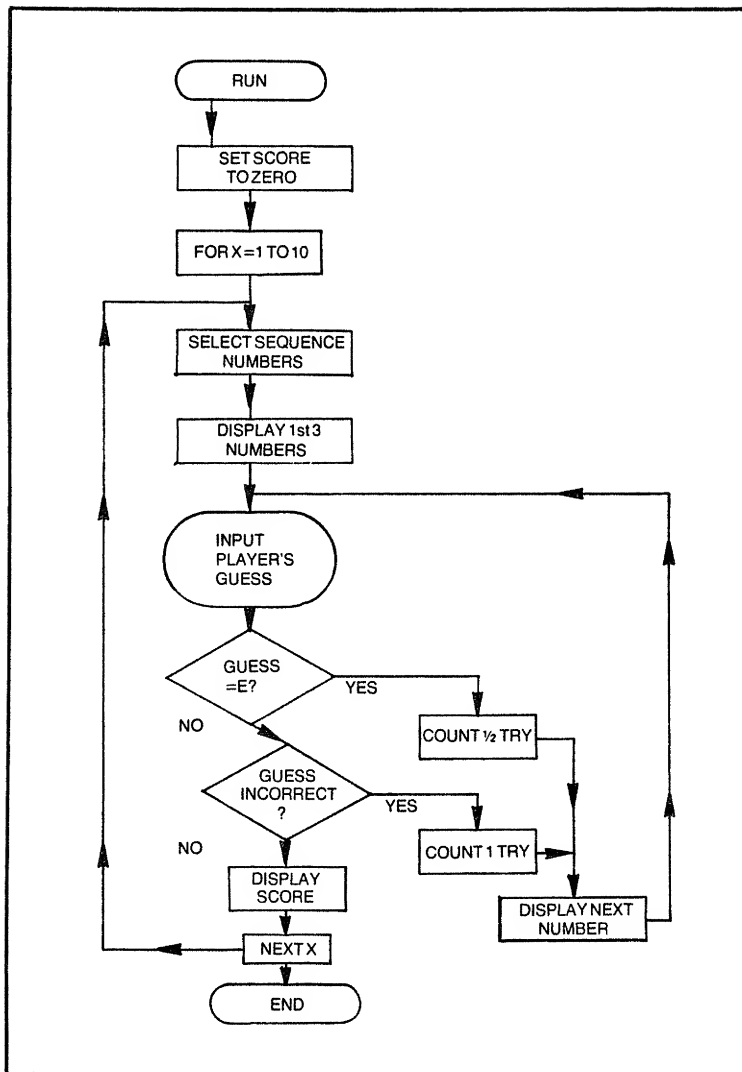 RUN
SET SCORE
TO ZERO
FOR X = 1 TO 10
SELECT SEQUENCE
NUMBERS
DISPLAY 1st 3
NUMBERS
INPUT
PLAYER'S
GUESS
GUESS
=E?
YES
NO
COUNT ½ TRY
GUESS
INCORRECT
?
YES
NO
COUNT 1 TRY
DISPLAY
SCORE
DISPLAY NEXT
NUMBER
NEXT X
END